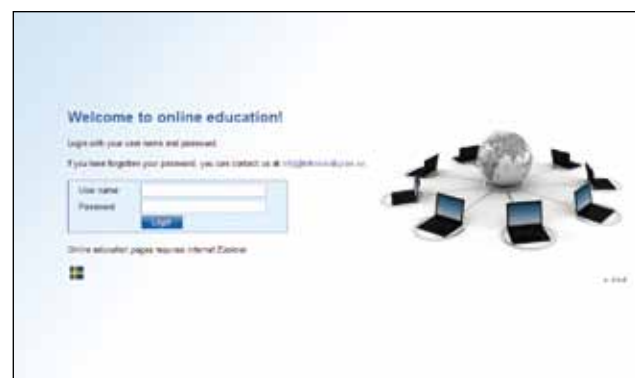 Welcome to online education!
Login with your user name and password.
If you have forgotten your password, you can contact us at
User name
Password
Login
Online education pages requires Internet Explorer